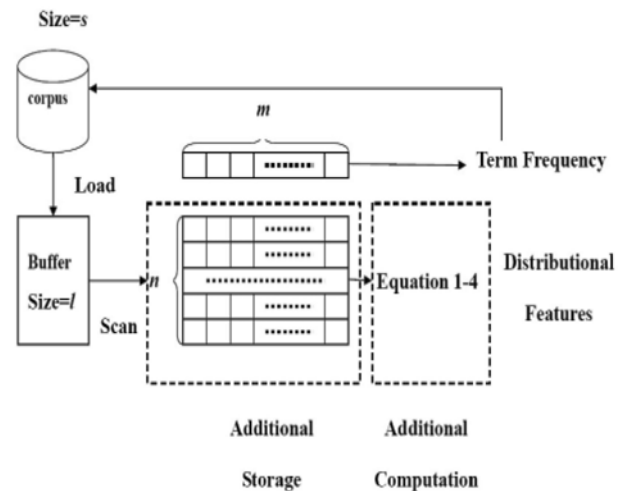 Size=s
corpus
m
Term Frequency
Load
Buffer
Size=l
Scan
n
Equation 1-4
Distributional
Features
Additional
Storage
Additional
Computation